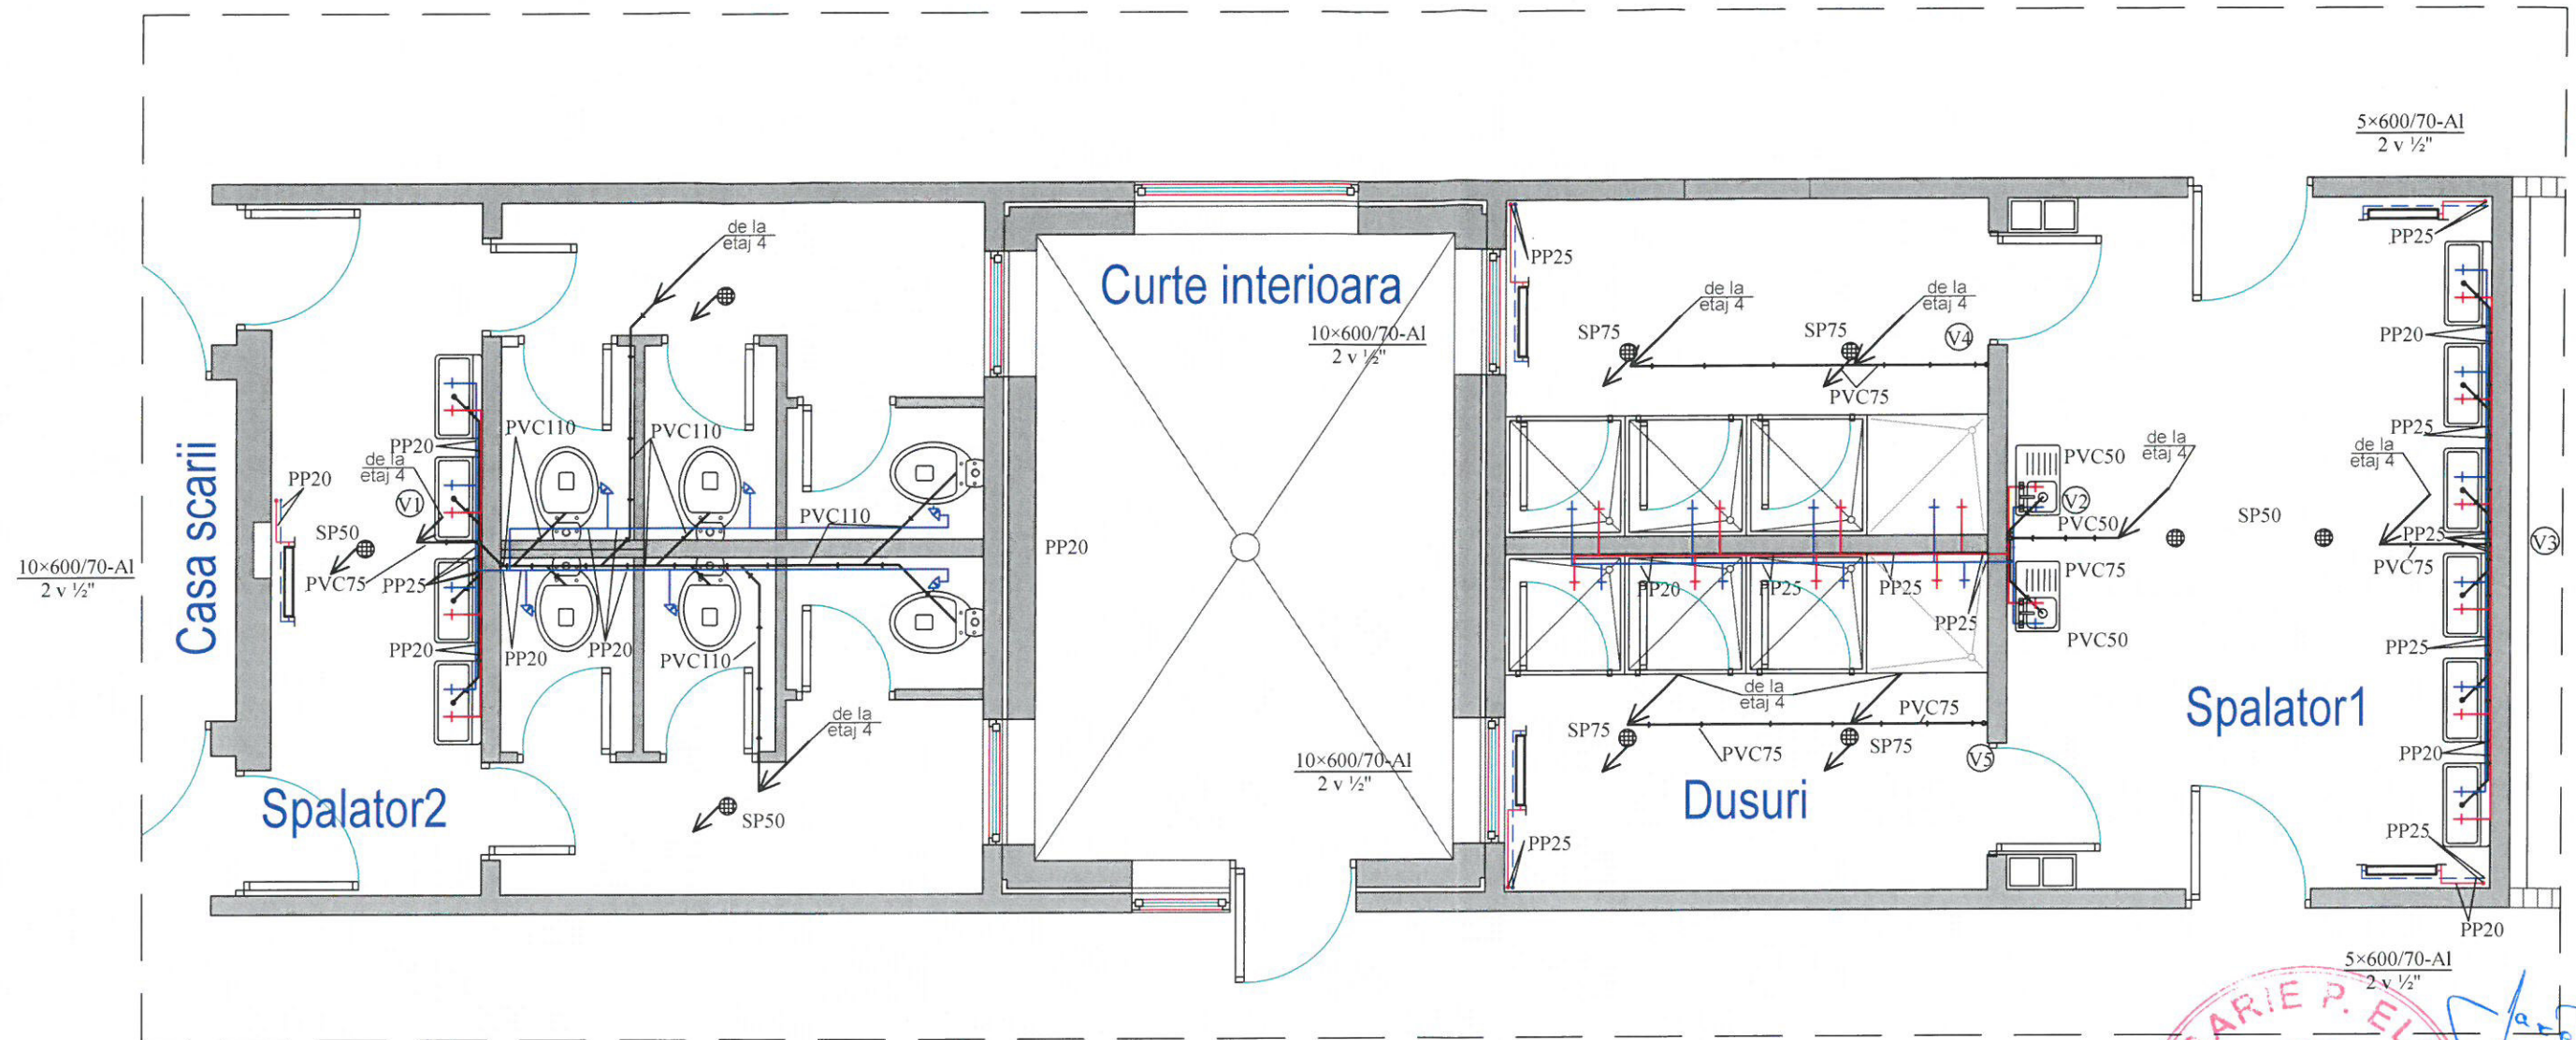 5×600/70-Al
2 v ½"
de la
etaj 4
Curte interioara
PP25
PP25
de la
etaj 4
de la
etaj 4
10×600/70-Al
2 v ½"
SP75
SP75
V4
PP20
PVC75
PP20
PVC110
PVC110
PP25
de la
etaj 4
de la
etaj 4
de la
etaj 4
PVC50
PP20
V1
V2
PVC110
SP50
PVC50
SP50
PP25
V3
PP20
Casa scarii
10×600/70-Al
2 v ½"
PVC75
PP25
PVC75
PVC75
PP20
PP25
PP25
PP25
PVC50
PP20
PP20
PP20
PVC110
PP25
de la
etaj 4
PVC75
Spalator1
de la
etaj 4
SP75
SP75
PVC75
V5
PP20
10×600/70-Al
2 v ½"
Spalator2
Dusuri
SP50
PP25
PP25
PP20
5×600/70-Al
2 v ½"
ARIE P. EL